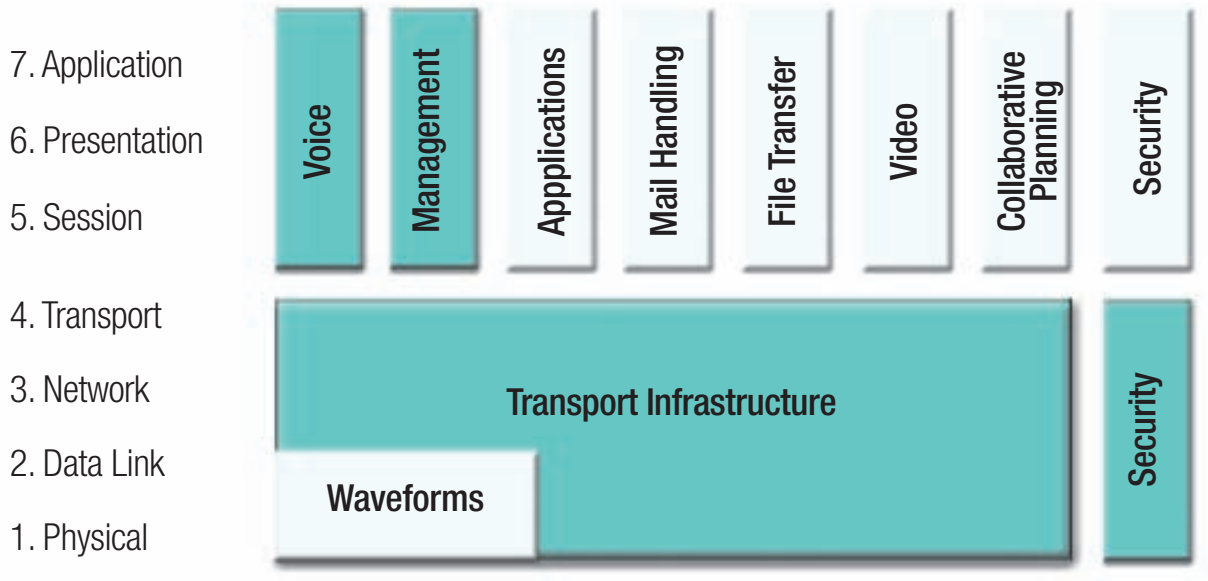 7. Application
6. Presentation
5. Session
4. Transport
3. Network
2. Data Link
1. Physical
Voice
Management
Appplications
Mail Handling
File Transfer
Video
Collaborative
Planning
Security
Transport Infrastructure
Security
Waveforms